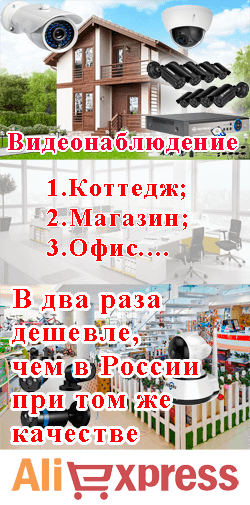 Видеонаблюдение
1.Коттедж;
2.Магазин;
3.Офис....
В два раза
дешевле,
чем в России
при том же
качестве
AliExpress